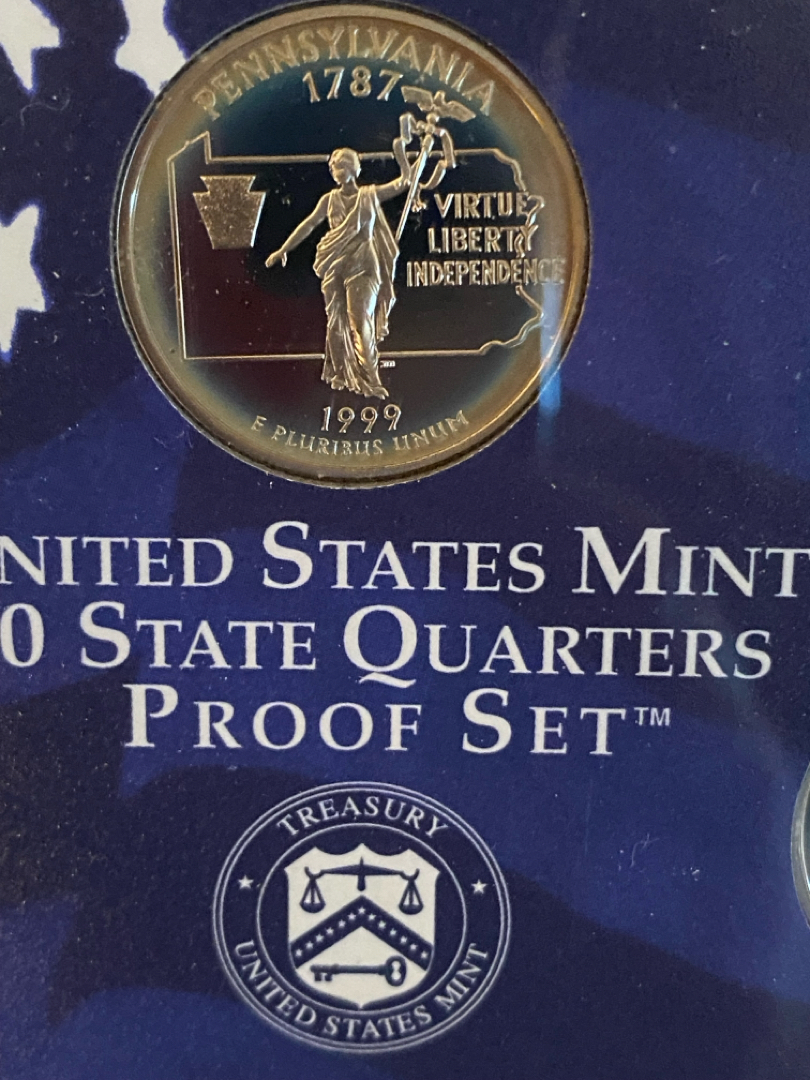 PENNSYLVANIA
1787
VIRTUE
LIBERTY
INDEPENDENCE
1999
E PLURIBUS UNUM
NITED STATES MINT
0 STATE QUARTERS
PROOF SET™
TREASURY
UNITED STATES MINT